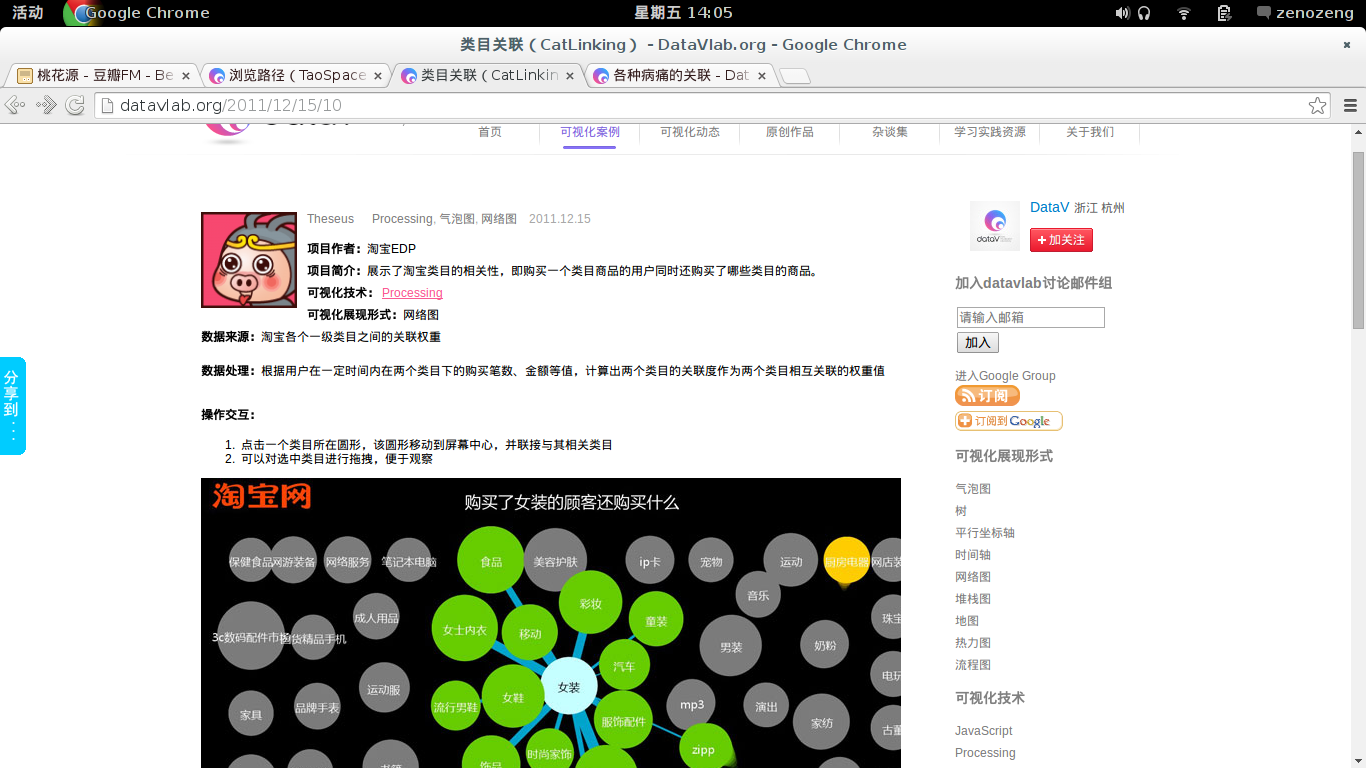 活动 Google Chrome 星期五 14:05 zenozeng
类目关联（CatLinking） - DataVlab.org - Google Chrome
桃花源 - 豆瓣FM - Be 浏览路径（TaoSpace 类目关联（CatLinkin 各种病痛的关联 - Dat
datavlab.org/2011/12/15/10
首页 可视化案例 可视化动态 原创作品 杂谈集 学习实践资源 关于我们
Theseus Processing, 气泡图, 网络图 2011.12.15
项目作者：淘宝EDP
项目简介：展示了淘宝类目的相关性，即购买一个类目商品的用户同时还购买了哪些类目的商品。
可视化技术： Processing
可视化展现形式：网络图
数据来源：淘宝各个一级类目之间的关联权重
数据处理：根据用户在一定时间内在两个类目下的购买笔数、金额等值，计算出两个类目的关联度作为两个类目相互关联的权重值
操作交互：
1. 点击一个类目所在圆形，该圆形移动到屏幕中心，并联接与其相关类目
2. 可以对选中类目进行拖拽，便于观察
淘宝网
购买了女装的顾客还购买什么
保健食品 网游装备 网络服务 笔记本电脑 食品 美容护肤 ip卡 宠物 运动 厨房电器 网店装
彩妆 音乐
成人用品 女士内衣 移动 童装 珠宝
3c数码配件市场 国货精品手机 男装 奶粉
汽车
运动服 女装 电玩
女鞋
家具 品牌手表 流行男鞋 服饰配件 mp3 演出 家纺 古董
饰品 时尚家饰 zipp
分享到
DataV 浙江 杭州
dataV
+ 加关注
加入datavlab讨论邮件组
请输入邮箱
加入
进入Google Group
订阅
订阅到 Google
可视化展现形式
气泡图
树
平行坐标轴
时间轴
网络图
堆栈图
地图
热力图
流程图
可视化技术
JavaScript
Processing